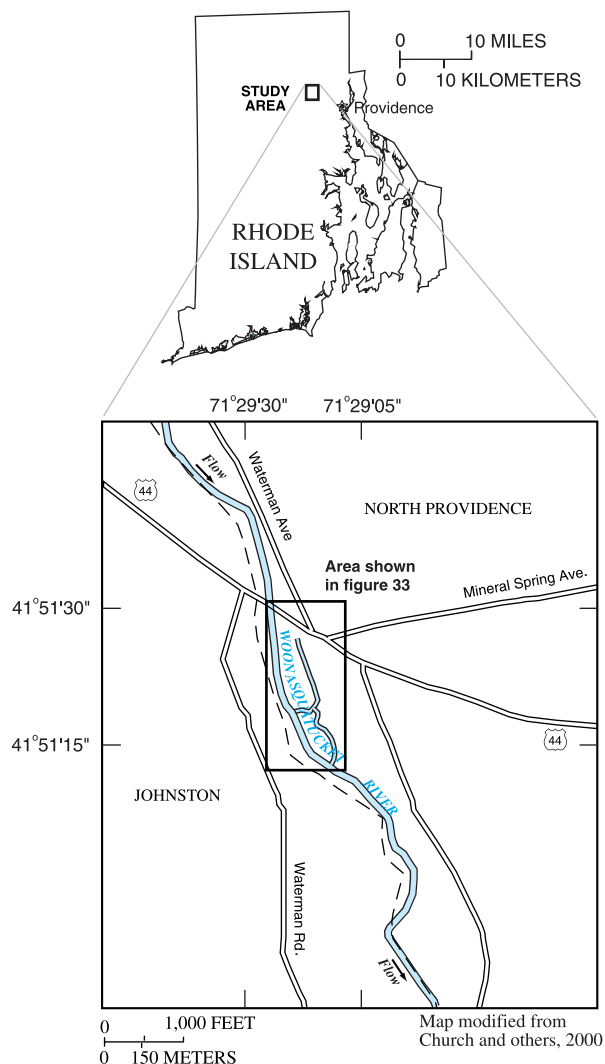 0 10 MILES
0 10 KILOMETERS
STUDY
AREA
Providence
RHODE
ISLAND
71°29'30" 71°29'05"
Flow
Waterman Ave
44
NORTH PROVIDENCE
Area shown
in figure 33
Mineral Spring Ave.
41°51'30"
WOONASQUATUCKET
RIVER
44
41°51'15"
JOHNSTON
Waterman Rd.
Flow
0 1,000 FEET
0 150 METERS
Map modified from
Church and others, 2000